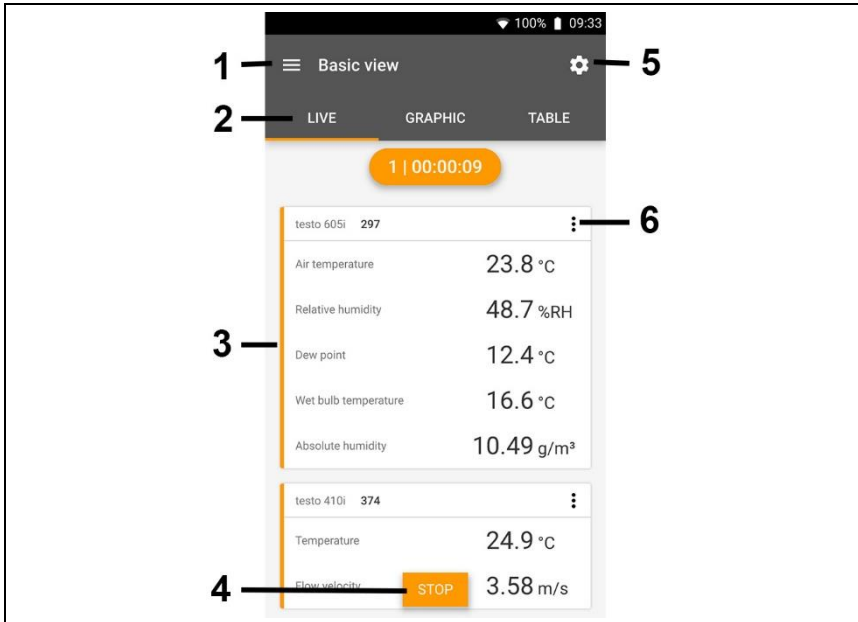 100% 09:33
1 Basic view 5
2 LIVE GRAPHIC TABLE
1 | 00:00:09
testo 605i 297 6
Air temperature 23.8 °C
Relative humidity 48.7 %RH
3 Dew point 12.4 °C
Wet bulb temperature 16.6 °C
Absolute humidity 10.49 g/m³
testo 410i 374
Temperature 24.9 °C
4 Flow velocity STOP 3.58 m/s